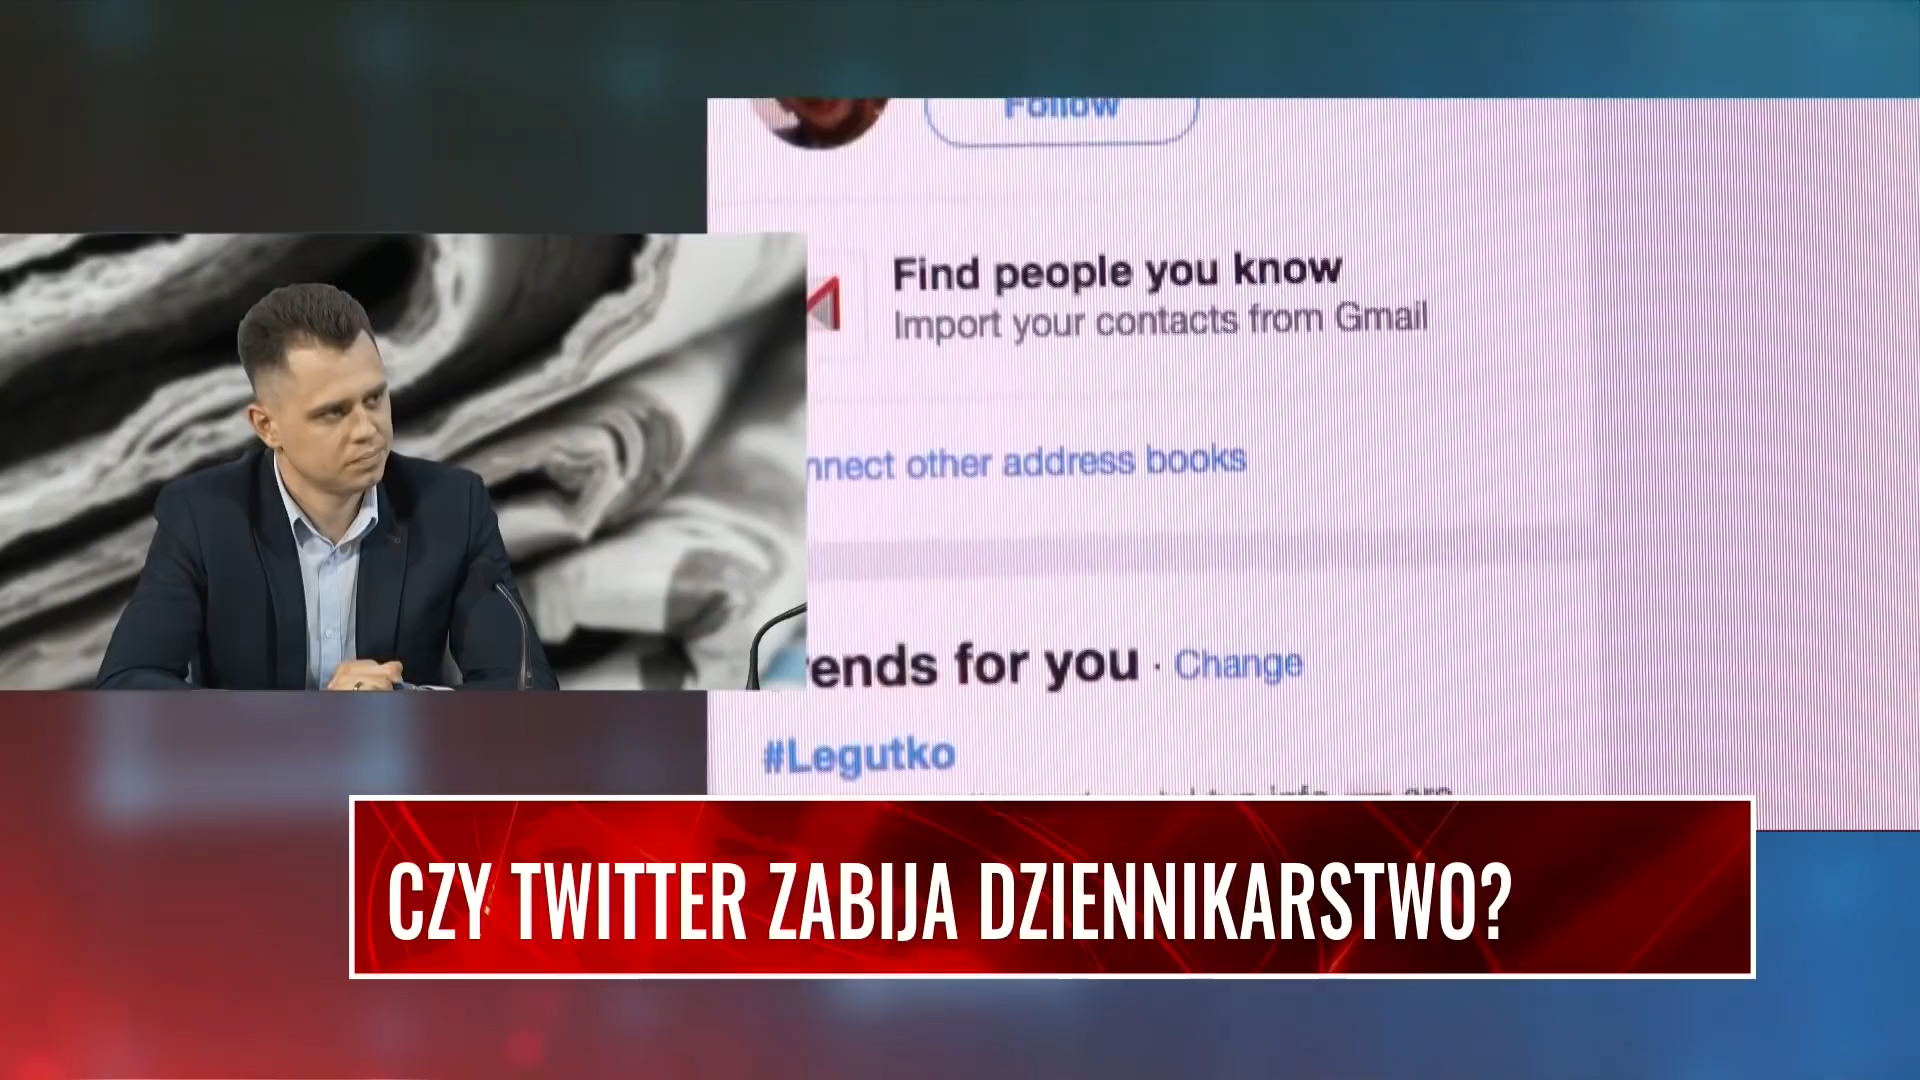 Follow
Find people you know
Import your contacts from Gmail
nnect other address books
rends for you · Change
#Legutko
CZY TWITTER ZABIJA DZIENNIKARSTWO?